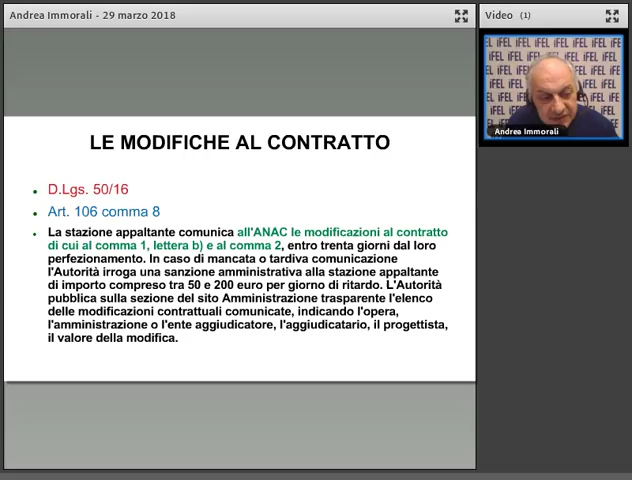 Andrea Immorali - 29 marzo 2018
Video (1)
LE MODIFICHE AL CONTRATTO
D.Lgs. 50/16
Art. 106 comma 8
La stazione appaltante comunica all'ANAC le modificazioni al contratto
di cui al comma 1, lettera b) e al comma 2, entro trenta giorni dal loro
perfezionamento. In caso di mancata o tardiva comunicazione
l'Autorità irroga una sanzione amministrativa alla stazione appaltante
di importo compreso tra 50 e 200 euro per giorno di ritardo. L'Autorità
pubblica sulla sezione del sito Amministrazione trasparente l'elenco
delle modificazioni contrattuali comunicate, indicando l'opera,
l'amministrazione o l'ente aggiudicatore, l'aggiudicatario, il progettista,
il valore della modifica.
iFEL iFEL iFEL iFEL
Andrea Immorali